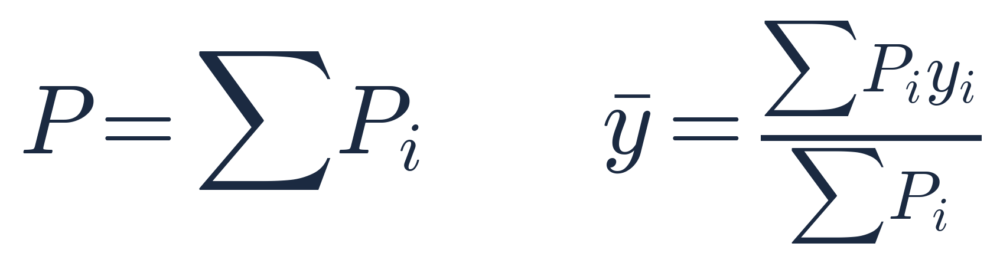 P = ∑ P_i
ȳ = ∑ P_i y_i / ∑ P_i